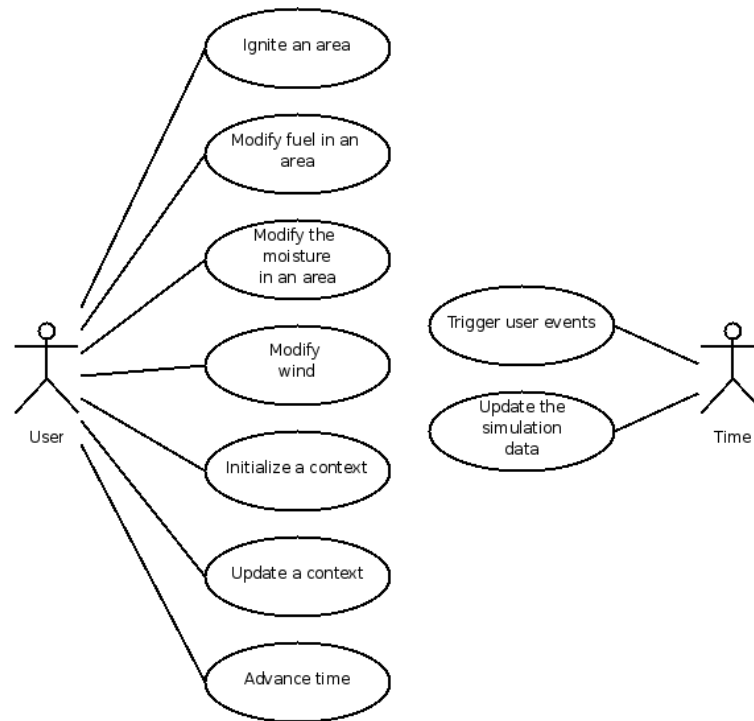 Ignite an area
Modify fuel in an
area
Modify the
moisture
in an area
Modify
wind
Initialize a context
Update a context
Advance time
User
Trigger user events
Update the
simulation
data
Time